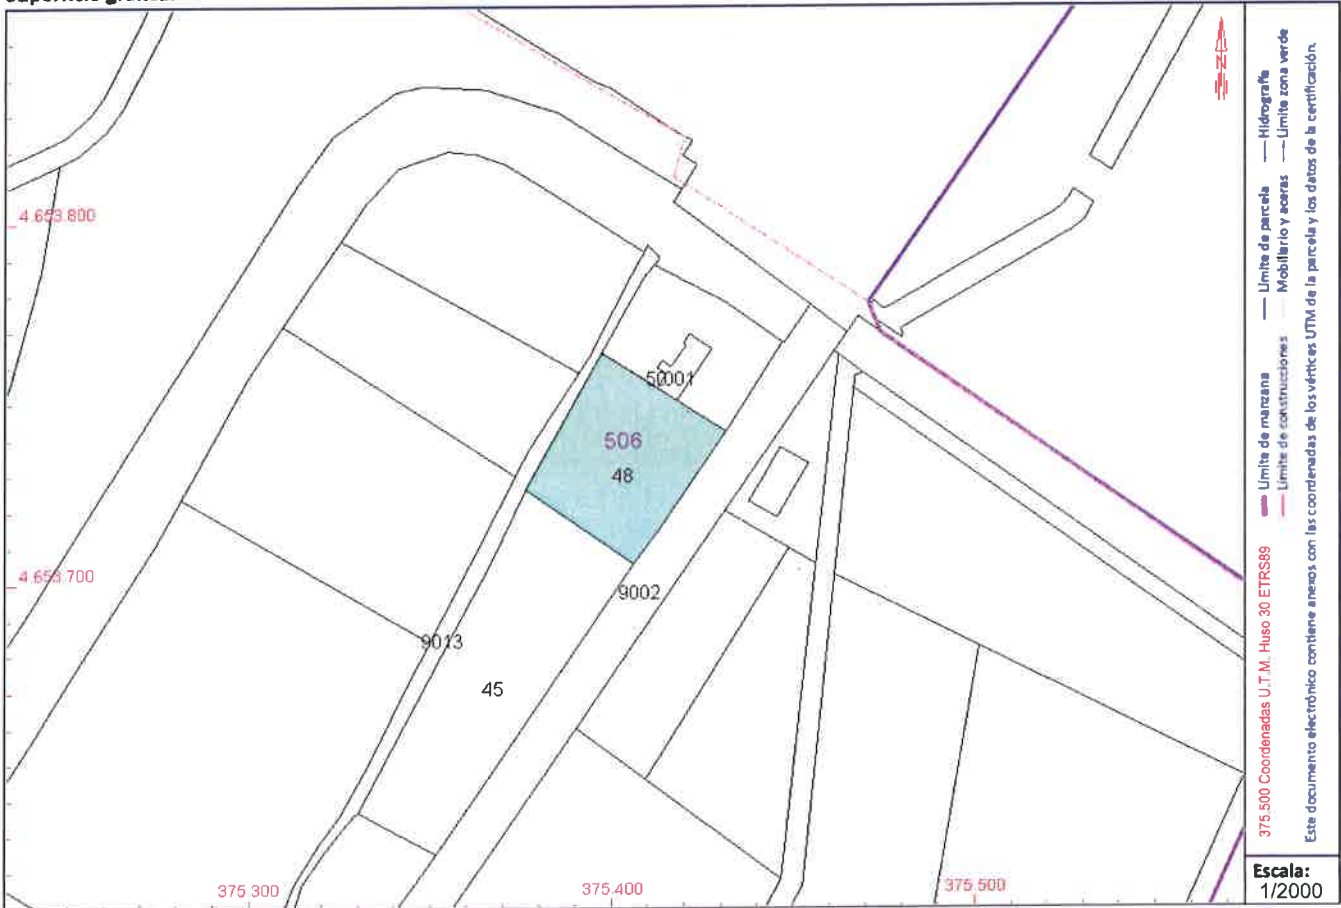 N
4.653.800
50001
506
48
4.653.700
9002
9013
45
375.300
375.400
375.500
Límite de manzana
Límite de parcela
Hidrografía
Límite de construcciones
Mobiliario y aceras
Límite zona verde
375.500 Coordenadas U.T.M. Huso 30 ETRS89
Este documento electrónico contiene anexos con las coordenadas de los vértices UTM de la parcela y los datos de la certificación.
Escala:
1/2000